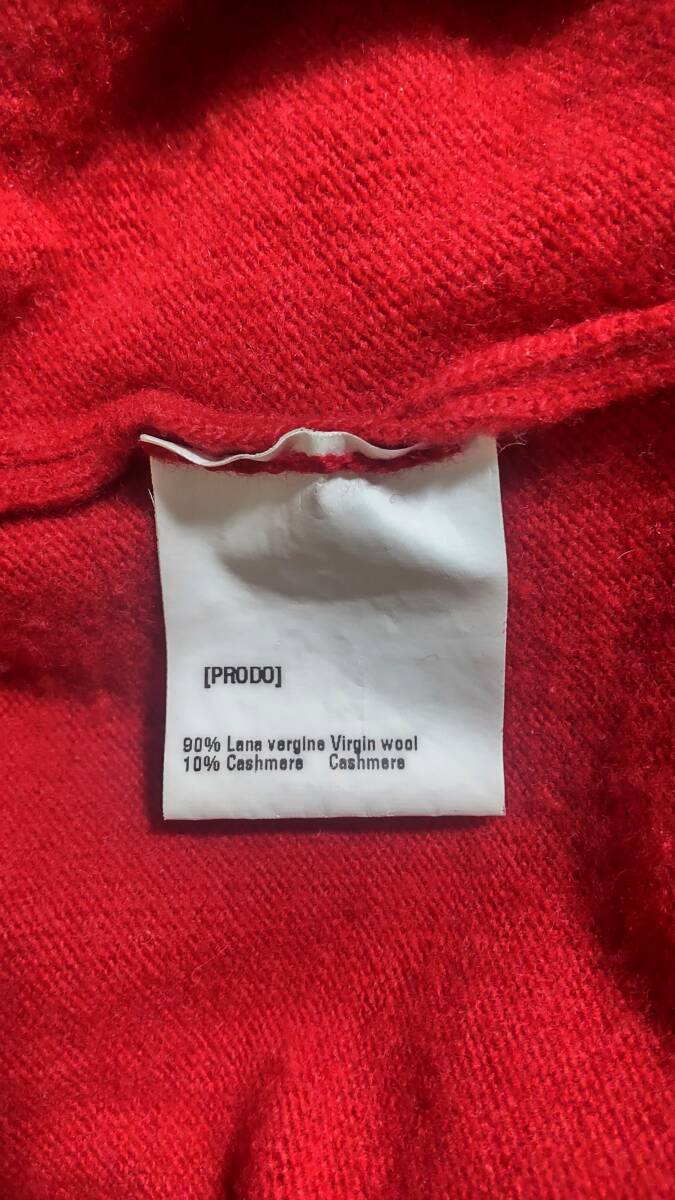 [PRODO]
90% Lana vergine Virgin wool
10% Cashmere Cashmere